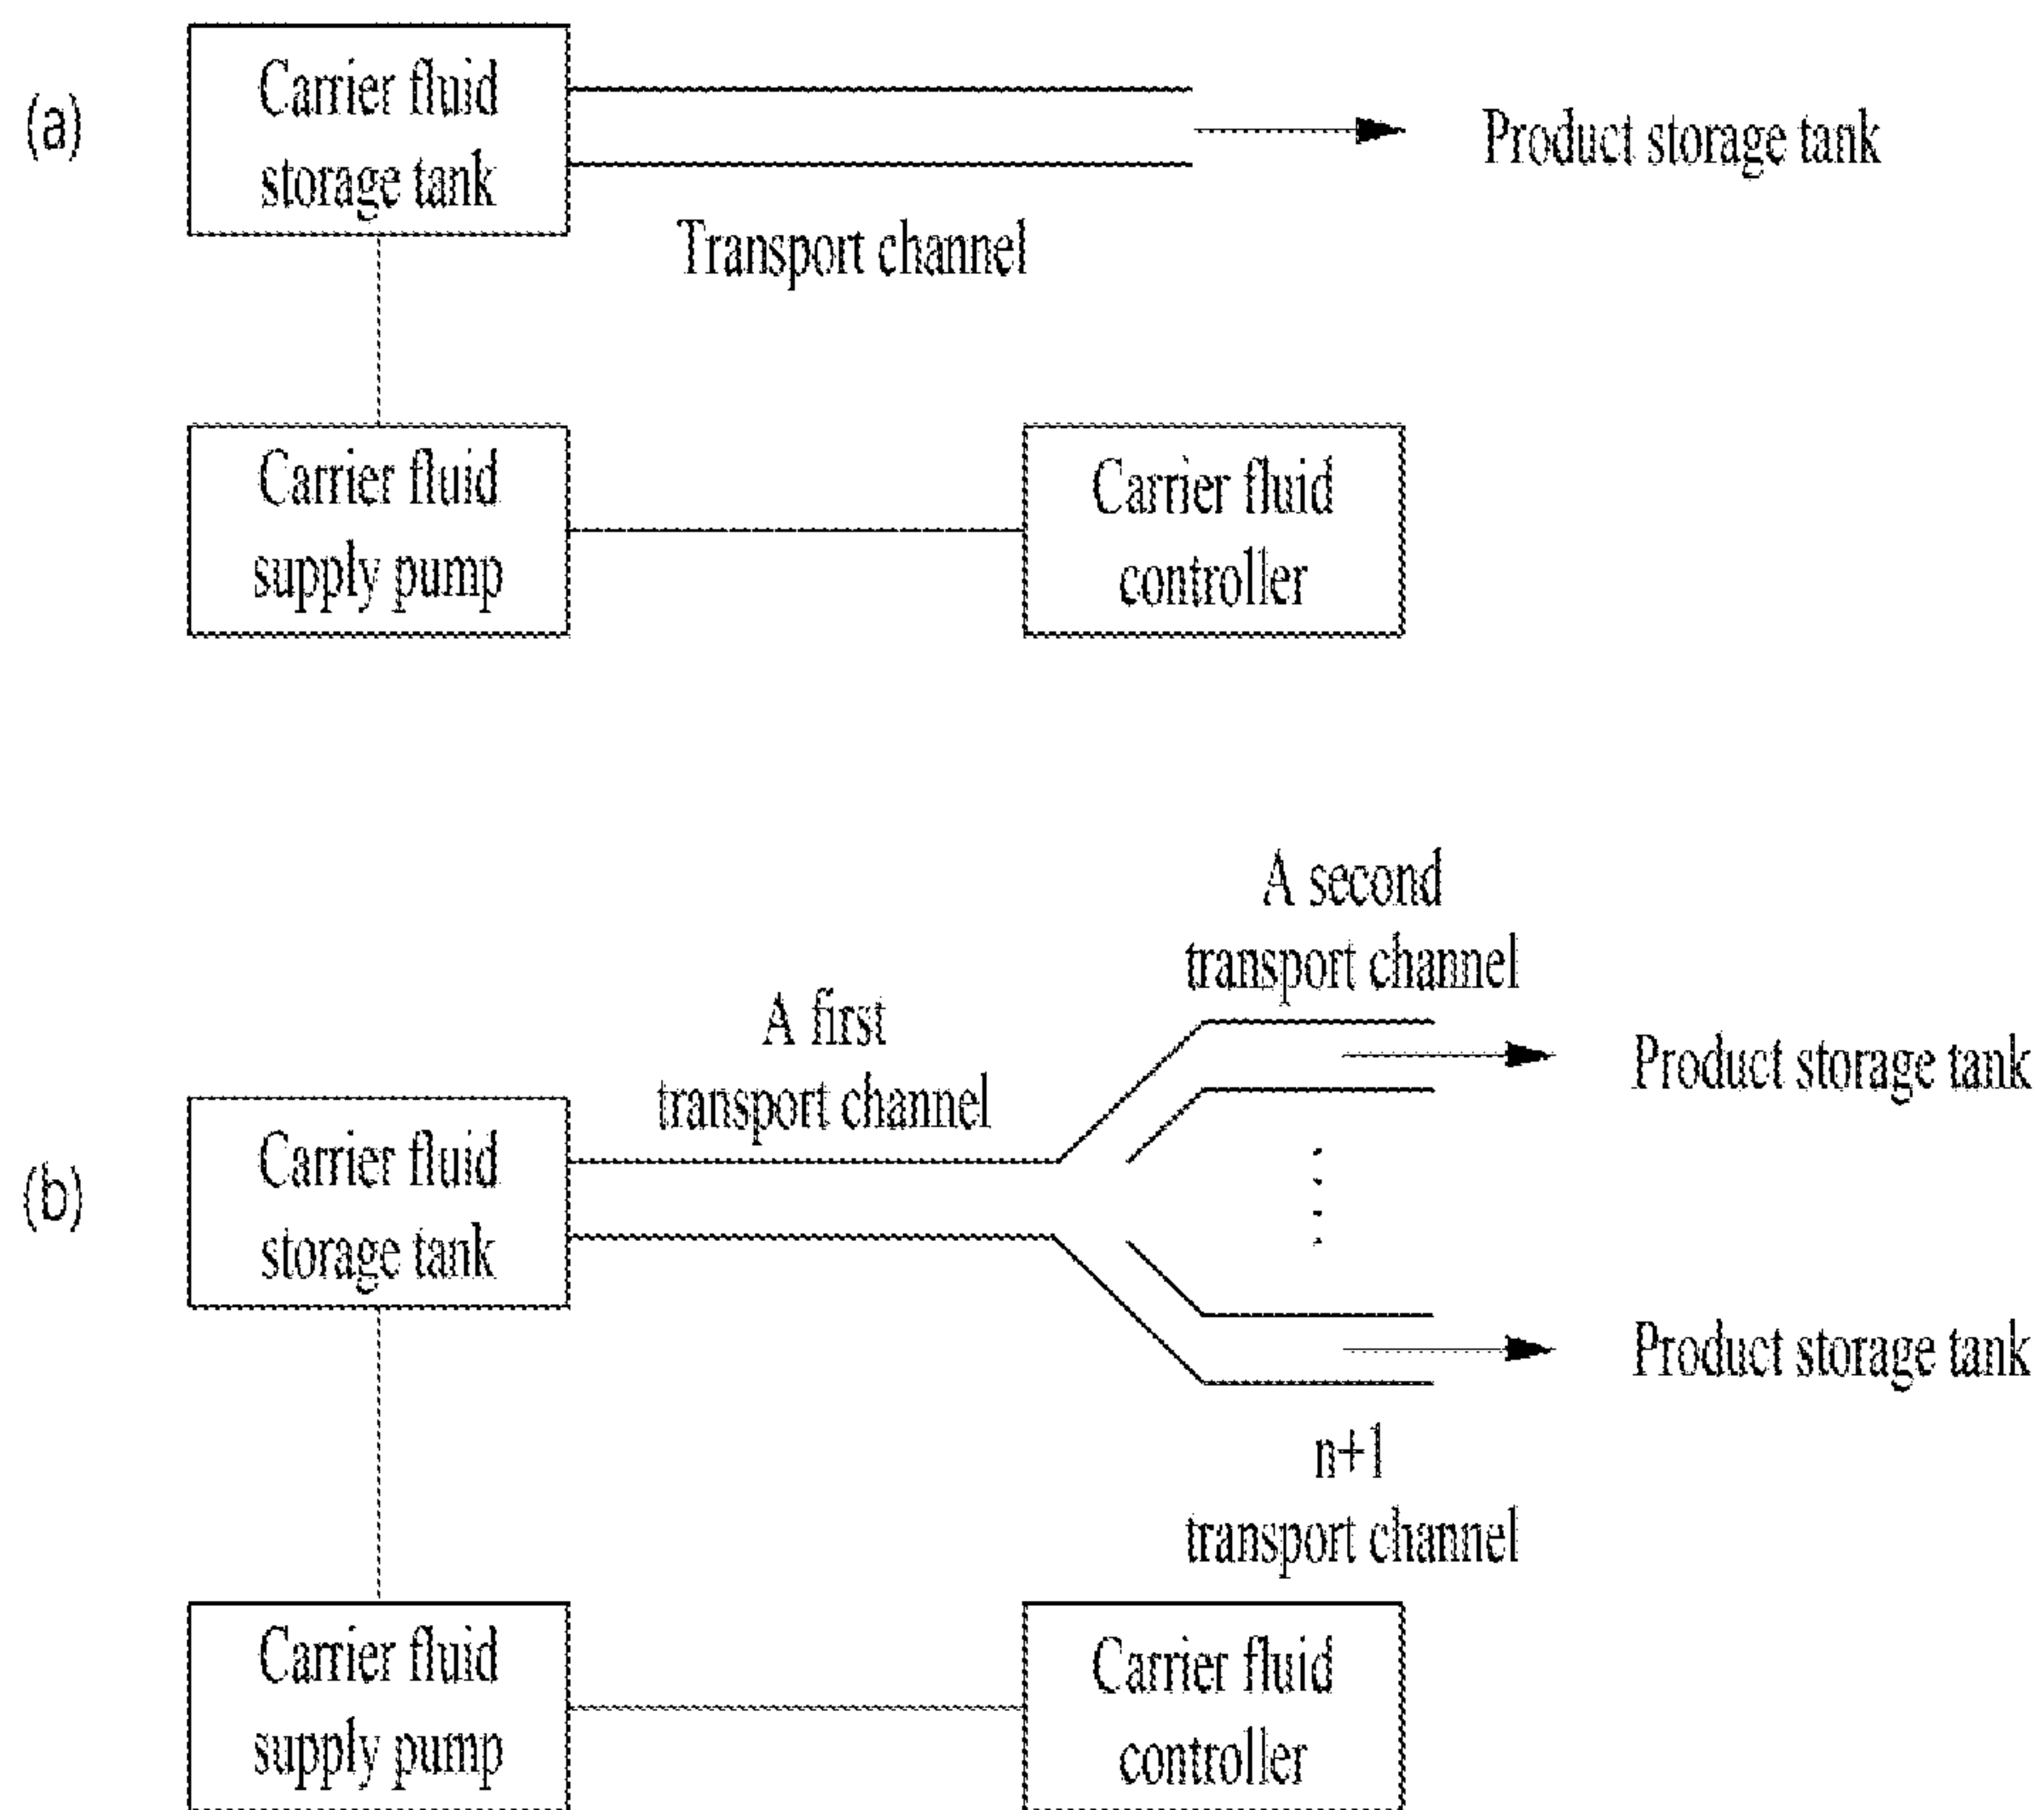 (a)
Carrier fluid
storage tank
Product storage tank
Transport channel
Carrier fluid
supply pump
Carrier fluid
controller
A second
transport channel
A first
transport channel
Product storage tank
(b)
Carrier fluid
storage tank
Product storage tank
n+1
transport channel
Carrier fluid
supply pump
Carrier fluid
controller